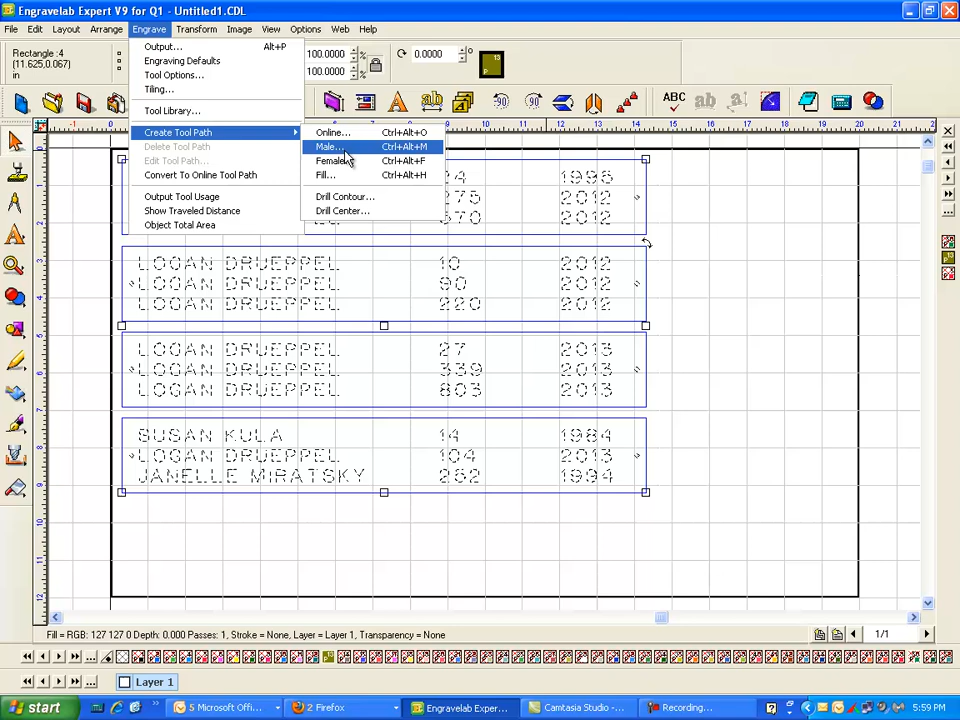 Engravelab Expert V9 for Q1 - Untitled1.CDL
File Edit Layout Arrange Engrave Transform Image View Options Web Help
Rectangle: 4
(11.625,0.067)
in
100.0000 %
100.0000 %
0.0000
13
P
Output... Alt+P
Engraving Defaults
Tool Options...
Tiling...
Tool Library...
Create Tool Path
Delete Tool Path
Edit Tool Path...
Convert To Online Tool Path
Output Tool Usage
Show Traveled Distance
Object Total Area
Online... Ctrl+Alt+O
Male... Ctrl+Alt+M
Female Ctrl+Alt+F
Fill... Ctrl+Alt+H
Drill Contour...
Drill Center...
ABC
24 1995
275 2012
570 2012
LOGAN DRUEPPEL 10 2012
LOGAN DRUEPPEL 90 2012
LOGAN DRUEPPEL 220 2012
LOGAN DRUEPPEL 27 2013
LOGAN DRUEPPEL 339 2013
LOGAN DRUEPPEL 803 2013
SUSAN KULA 14 1984
LOGAN DRUEPPEL 104 2013
JANELLE MIRATSKY 252 1994
Fill = RGB: 127 127 0 Depth: 0.000 Passes: 1, Stroke = None, Layer = Layer 1, Transparency = None
1/1
Layer 1
start
5 Microsoft Offi...
2 Firefox
Engravelab Exper...
Camtasia Studio - ...
Recording...
5:59 PM